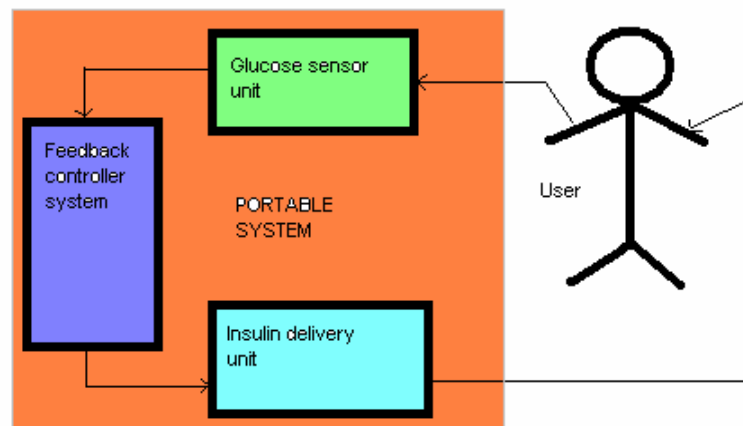 Glucose sensor
unit
Feedback
controller
system
PORTABLE
SYSTEM
User
Insulin delivery
unit